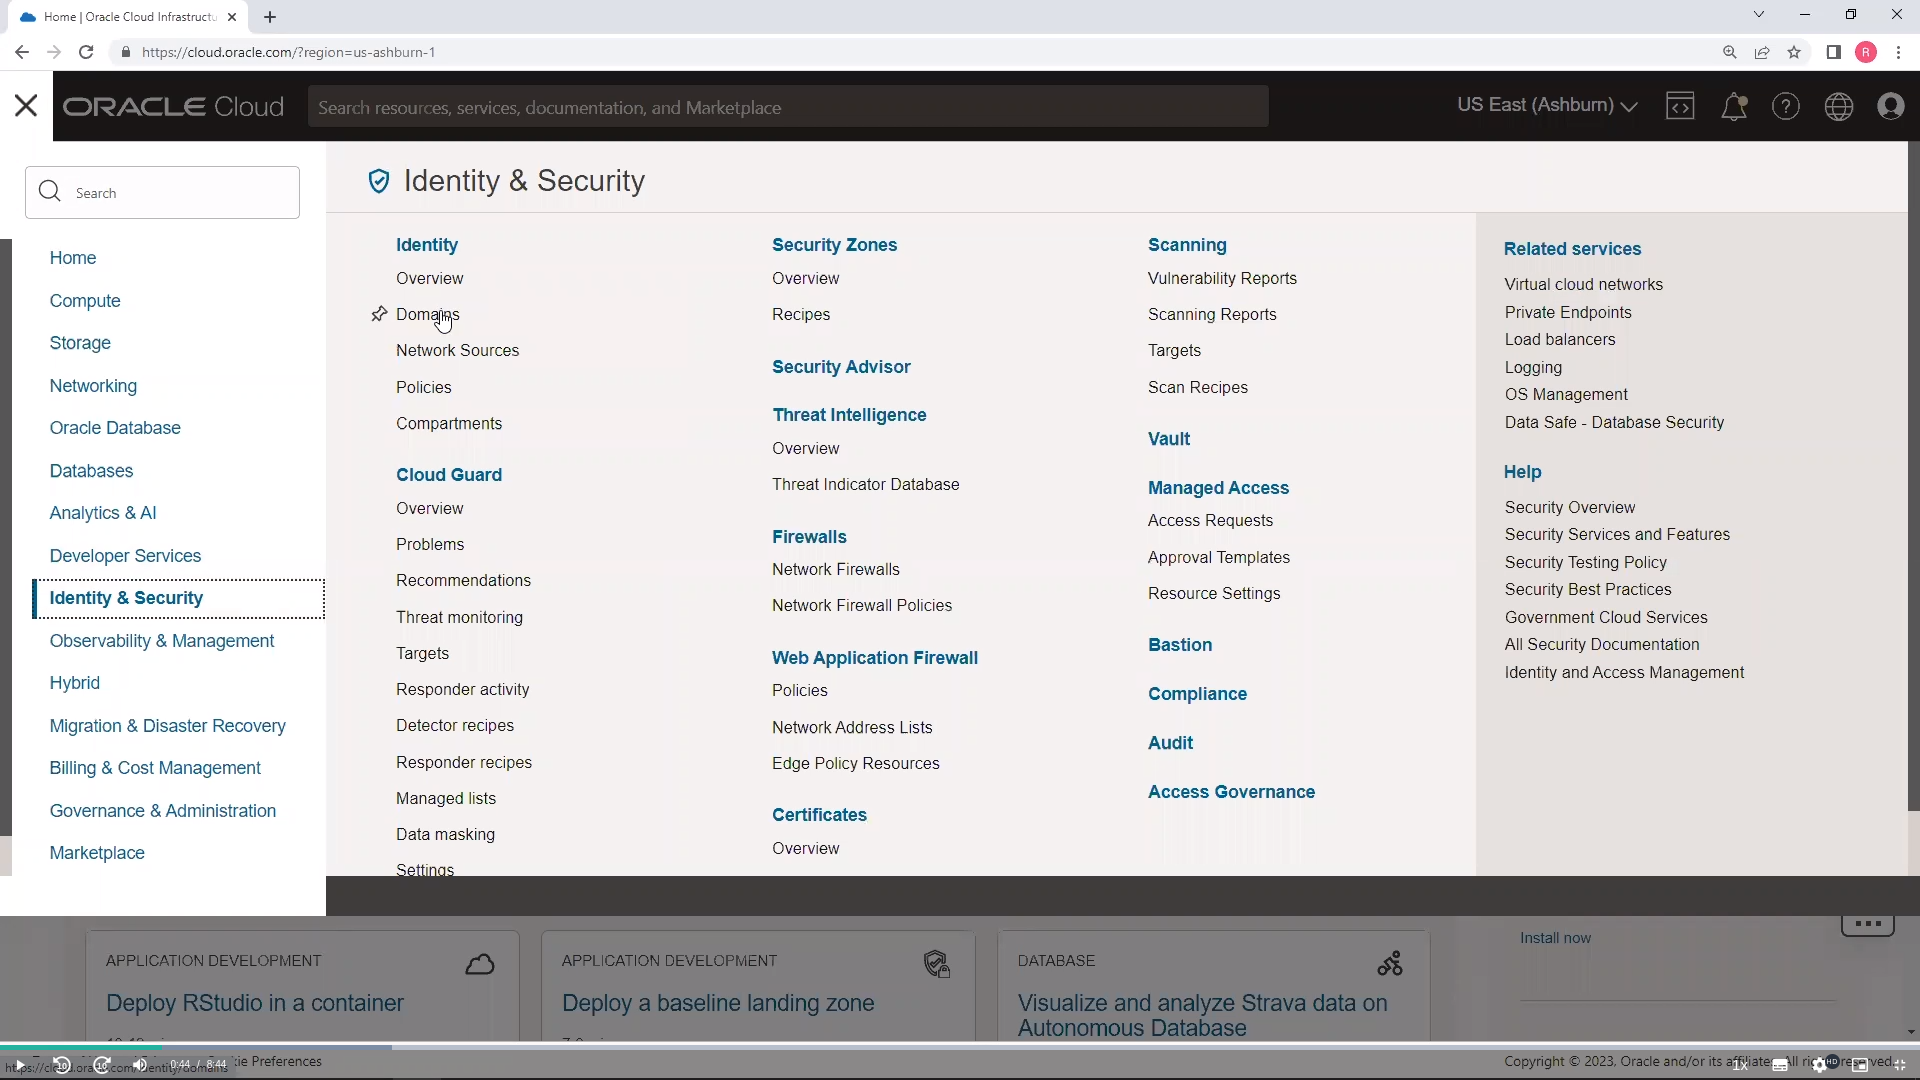 Home | Oracle Cloud Infrastructu
https://cloud.oracle.com/?region=us-ashburn-1
R
ORACLE Cloud
Search resources, services, documentation, and Marketplace
US East (Ashburn)
Search
Home
Compute
Storage
Networking
Oracle Database
Databases
Analytics & AI
Developer Services
Identity & Security
Observability & Management
Hybrid
Migration & Disaster Recovery
Billing & Cost Management
Governance & Administration
Marketplace
Identity & Security
Identity
Overview
Domains
Network Sources
Policies
Compartments
Cloud Guard
Overview
Problems
Recommendations
Threat monitoring
Targets
Responder activity
Detector recipes
Responder recipes
Managed lists
Data masking
Settings
Security Zones
Overview
Recipes
Security Advisor
Threat Intelligence
Overview
Threat Indicator Database
Firewalls
Network Firewalls
Network Firewall Policies
Web Application Firewall
Policies
Network Address Lists
Edge Policy Resources
Certificates
Overview
Scanning
Vulnerability Reports
Scanning Reports
Targets
Scan Recipes
Vault
Managed Access
Access Requests
Approval Templates
Resource Settings
Bastion
Compliance
Audit
Access Governance
Related services
Virtual cloud networks
Private Endpoints
Load balancers
Logging
OS Management
Data Safe - Database Security
Help
Security Overview
Security Services and Features
Security Testing Policy
Security Best Practices
Government Cloud Services
All Security Documentation
Identity and Access Management
APPLICATION DEVELOPMENT
Deploy RStudio in a container
APPLICATION DEVELOPMENT
Deploy a baseline landing zone
DATABASE
Visualize and analyze Strava data on
Autonomous Database
Install now
0:44 / 8:44
kie Preferences
Copyright © 2023, Oracle and/or its affiliates. All rights reserved.
1x
HD